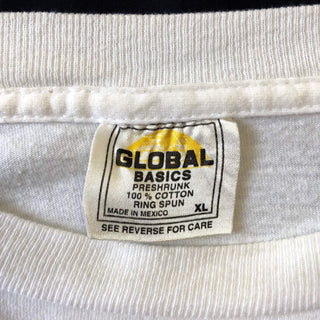 GLOBAL
BASICS
PRESHRUNK
100 % COTTON
RING SPUN
MADE IN MEXICO XL
SEE REVERSE FOR CARE